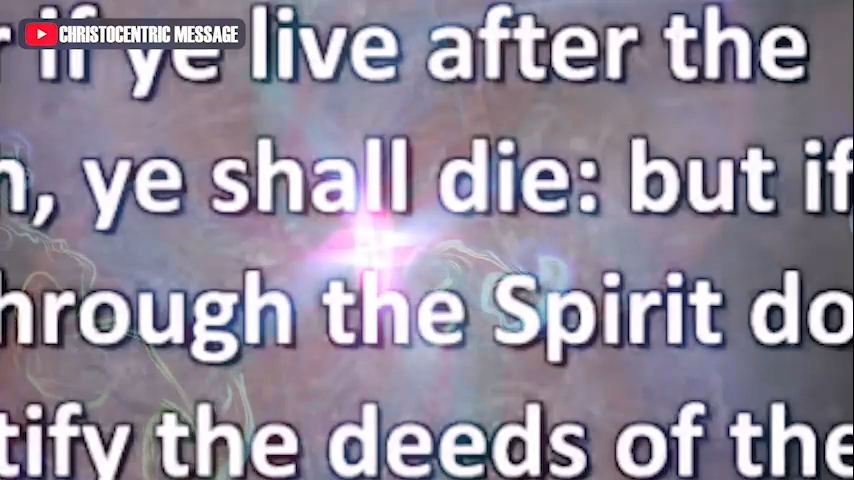 CHRISTOCENTRIC MESSAGE
r if ye live after the
n, ye shall die: but if
hrough the Spirit do
tify the deeds of the